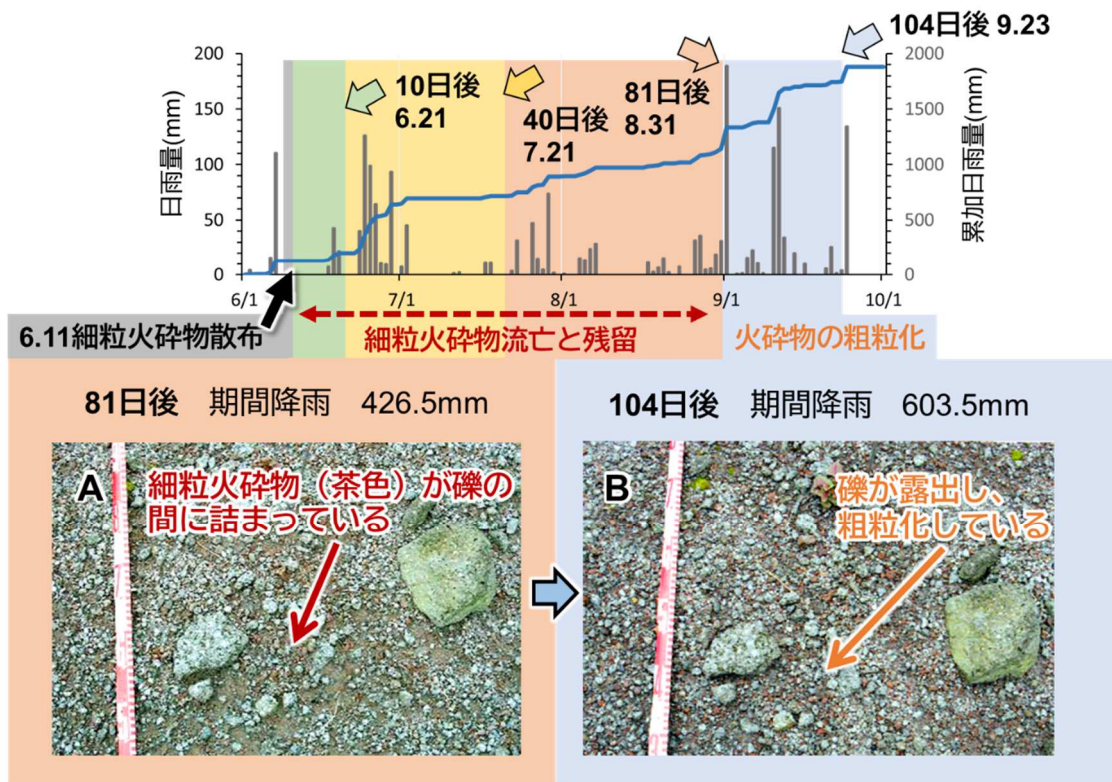 104日後 9.23
200
150
100
50
0
日雨量(mm)
10日後
6.21
40日後
7.21
81日後
8.31
2000
1500
1000
500
0
累加日雨量(mm)
6/1
7/1
8/1
9/1
10/1
6.11細粒火砕物散布
細粒火砕物流亡と残留
火砕物の粗粒化
81日後 期間降雨 426.5mm
104日後 期間降雨 603.5mm
A
細粒火砕物（茶色）が礫の
間に詰まっている
B
礫が露出し、
粗粒化している